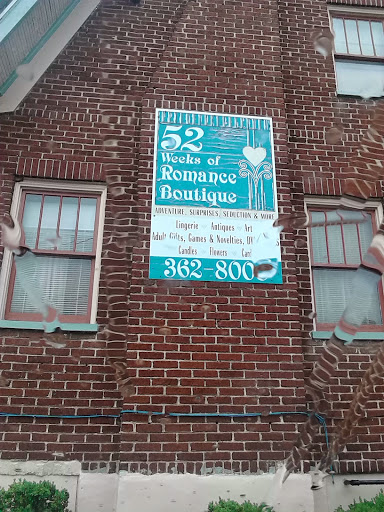 52
Weeks of
Romance
Boutique
ADVENTURE, SURPRISES, SEDUCTION & MORE
Lingerie Antiques Art
Adult Gifts, Games & Novelties,
Candles Flowers
362-800